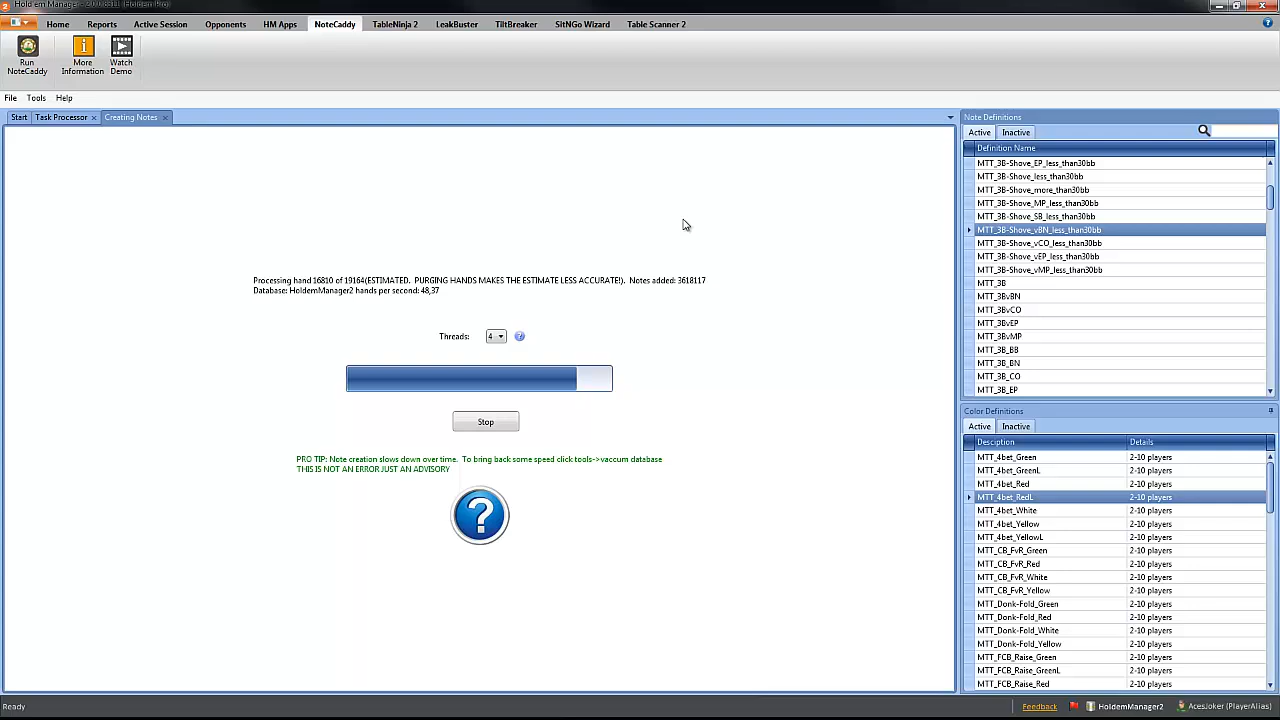 Hold'em Manager - 2.0.0.8311 (Holdem Pro)
Home Reports Active Session Opponents HM Apps NoteCaddy TableNinja 2 LeakBuster TiltBreaker SitNGo Wizard Table Scanner 2
Run NoteCaddy
More Information
Watch Demo
File Tools Help
Start Task Processor Creating Notes
Processing hand 16810 of 19164(ESTIMATED. PURGING HANDS MAKES THE ESTIMATE LESS ACCURATE!). Notes added: 3618117
Database: HoldemManager2 hands per second: 48,37
Threads: 4
Stop
PRO TIP: Note creation slows down over time. To bring back some speed click tools->vaccum database
THIS IS NOT AN ERROR JUST AN ADVISORY
Note Definitions
Active Inactive
Definition Name
MTT_3B-Shove_EP_less_than30bb
MTT_3B-Shove_less_than30bb
MTT_3B-Shove_more_than30bb
MTT_3B-Shove_MP_less_than30bb
MTT_3B-Shove_SB_less_than30bb
MTT_3B-Shove_vBN_less_than30bb
MTT_3B-Shove_vCO_less_than30bb
MTT_3B-Shove_vEP_less_than30bb
MTT_3B-Shove_vMP_less_than30bb
MTT_3B
MTT_3BvBN
MTT_3BvCO
MTT_3BvEP
MTT_3BvMP
MTT_3B_BB
MTT_3B_BN
MTT_3B_CO
MTT_3B_EP
Color Definitions
Active Inactive
Desciption Details
MTT_4bet_Green 2-10 players
MTT_4bet_GreenL 2-10 players
MTT_4bet_Red 2-10 players
MTT_4bet_RedL 2-10 players
MTT_4bet_White 2-10 players
MTT_4bet_Yellow 2-10 players
MTT_4bet_YellowL 2-10 players
MTT_CB_FvR_Green 2-10 players
MTT_CB_FvR_Red 2-10 players
MTT_CB_FvR_White 2-10 players
MTT_CB_FvR_Yellow 2-10 players
MTT_Donk-Fold_Green 2-10 players
MTT_Donk-Fold_Red 2-10 players
MTT_Donk-Fold_White 2-10 players
MTT_Donk-Fold_Yellow 2-10 players
MTT_FCB_Raise_Green 2-10 players
MTT_FCB_Raise_GreenL 2-10 players
MTT_FCB_Raise_Red 2-10 players
Ready Feedback HoldemManager2 AcesJoker (PlayerAlias)